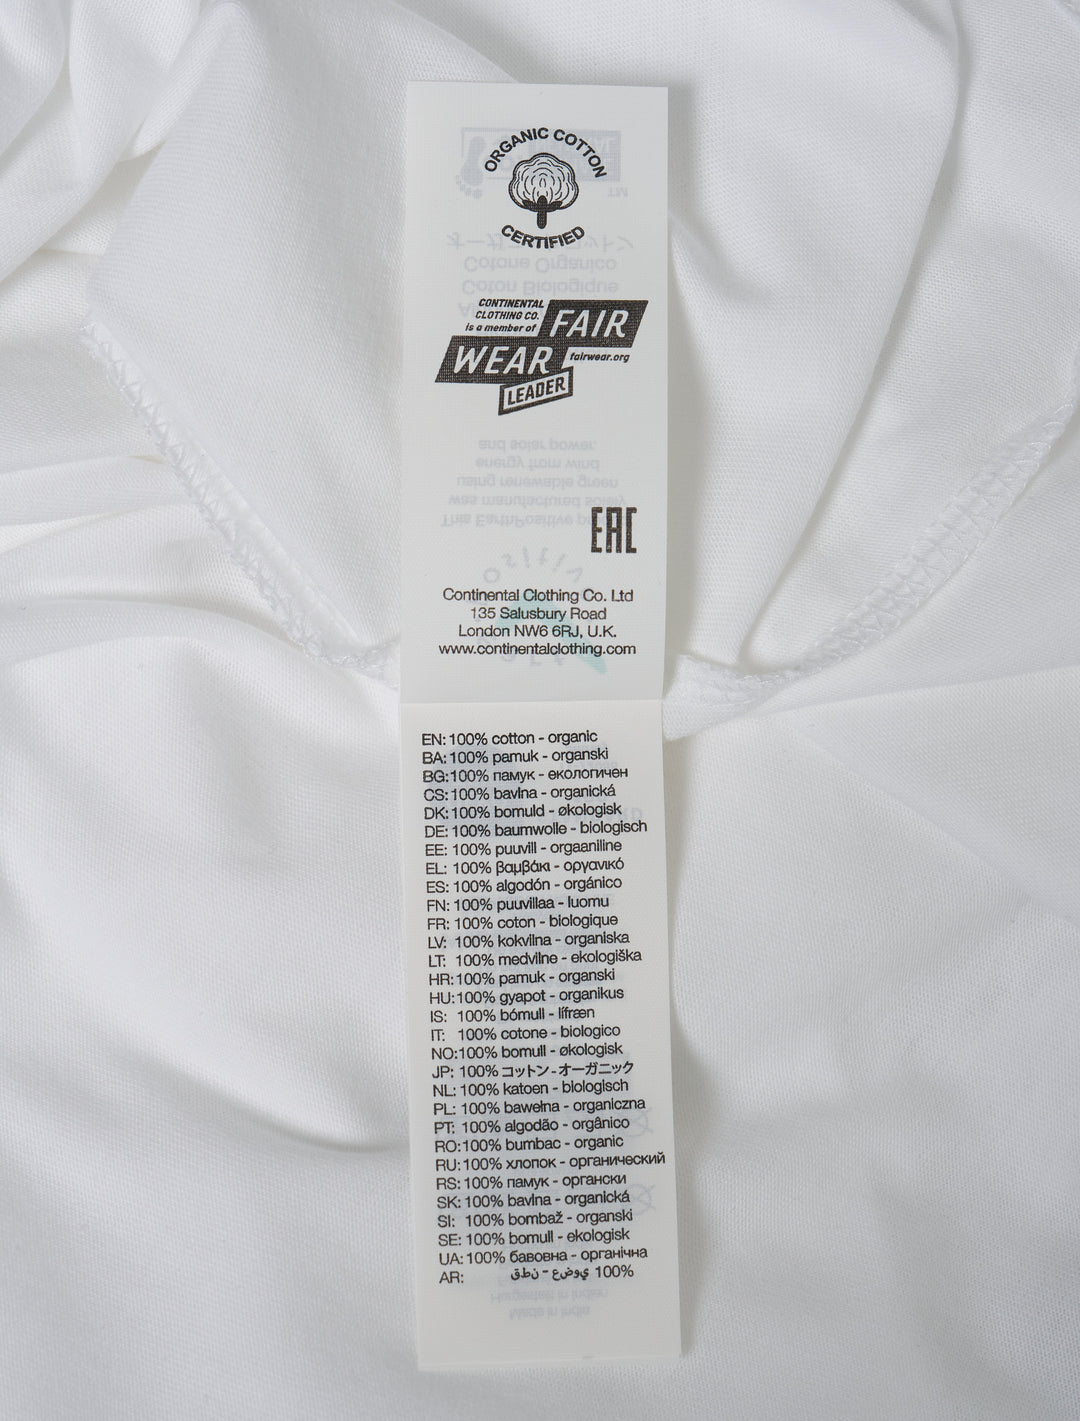 ORGANIC COTTON
CERTIFIED
CONTINENTAL
CLOTHING CO.
is a member of
FAIR
WEAR
fairwear.org
LEADER
EAC
Continental Clothing Co. Ltd
135 Salusbury Road
London NW6 6RJ, U.K.
www.continentalclothing.com
EN: 100% cotton - organic
BA: 100% pamuk - organski
BG: 100% памук - екологичен
CS: 100% bavlna - organická
DK: 100% bomuld - økologisk
DE: 100% baumwolle - biologisch
EE: 100% puuvill - orgaaniline
EL: 100% βαμβάκι - οργανικό
ES: 100% algodón - orgánico
FN: 100% puuvillaa - luomu
FR: 100% coton - biologique
LV: 100% kokvilna - organiska
LT: 100% medvilne - ekologiška
HR: 100% pamuk - organski
HU: 100% gyapot - organikus
IS: 100% bómull - lífræn
IT: 100% cotone - biologico
NO: 100% bomull - økologisk
JP: 100% コットン - オーガニック
NL: 100% katoen - biologisch
PL: 100% bawełna - organiczna
PT: 100% algodão - orgânico
RO: 100% bumbac - organic
RU: 100% хлопок - органический
RS: 100% памук - органски
SK: 100% bavlna - organická
SI: 100% bombaž - organski
SE: 100% bomull - ekologisk
UA: 100% бавовна - органічна
AR: 100% يوضع - نطق